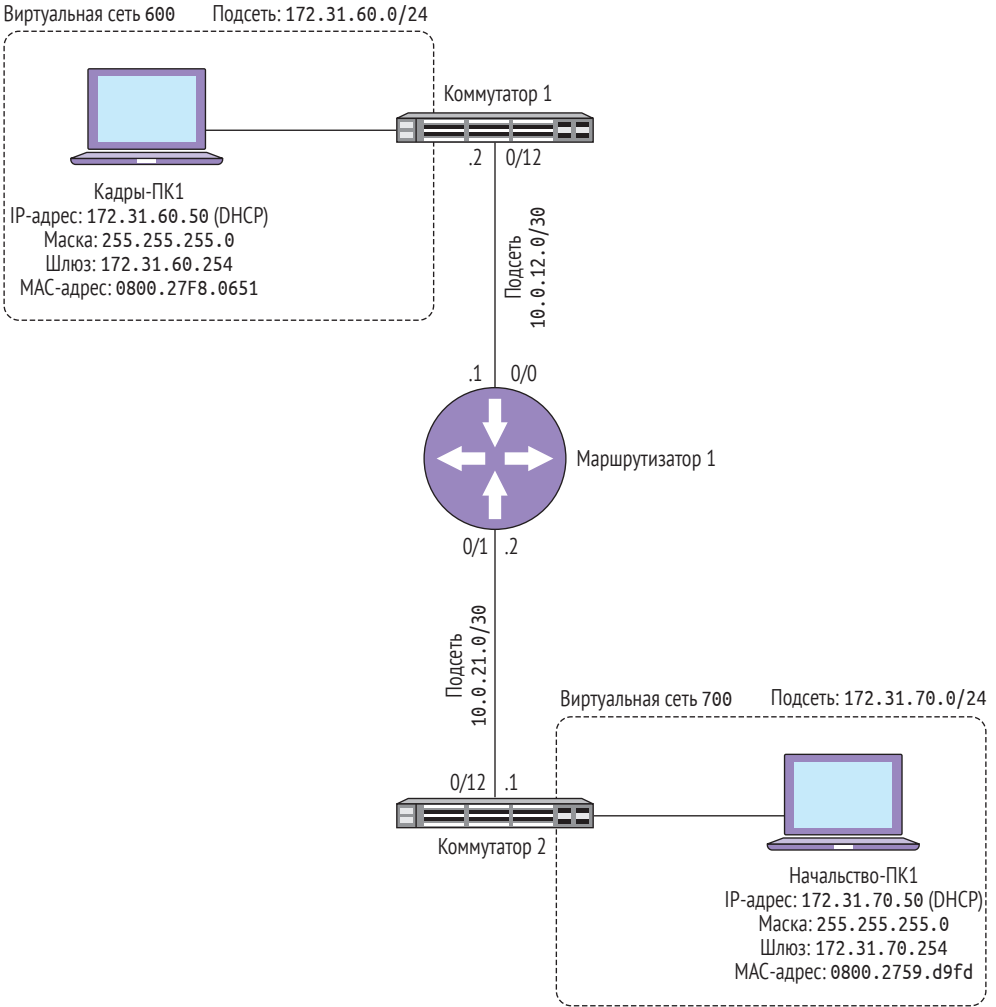 Виртуальная сеть 600 Подсеть: 172.31.60.0/24
Коммутатор 1
.2 0/12
Кадры-ПК1
IP-адрес: 172.31.60.50 (DHCP)
Маска: 255.255.255.0
Шлюз: 172.31.60.254
МАС-адрес: 0800.27F8.0651
Подсеть
10.0.12.0/30
.1 0/0
Маршрутизатор 1
0/1 .2
Подсеть
10.0.21.0/30
Виртуальная сеть 700 Подсеть: 172.31.70.0/24
0/12 .1
Коммутатор 2
Начальство-ПК1
IP-адрес: 172.31.70.50 (DHCP)
Маска: 255.255.255.0
Шлюз: 172.31.70.254
МАС-адрес: 0800.2759.d9fd